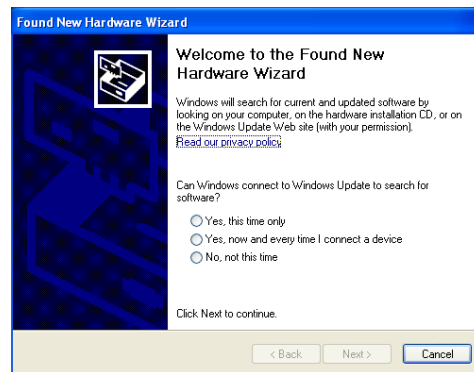 Found New Hardware Wizard
Welcome to the Found New
Hardware Wizard
Windows will search for current and updated software by
looking on your computer, on the hardware installation CD, or on
the Windows Update Web site (with your permission).
Read our privacy policy
Can Windows connect to Windows Update to search for
software?
Yes, this time only
Yes, now and every time I connect a device
No, not this time
Click Next to continue.
< Back Next > Cancel